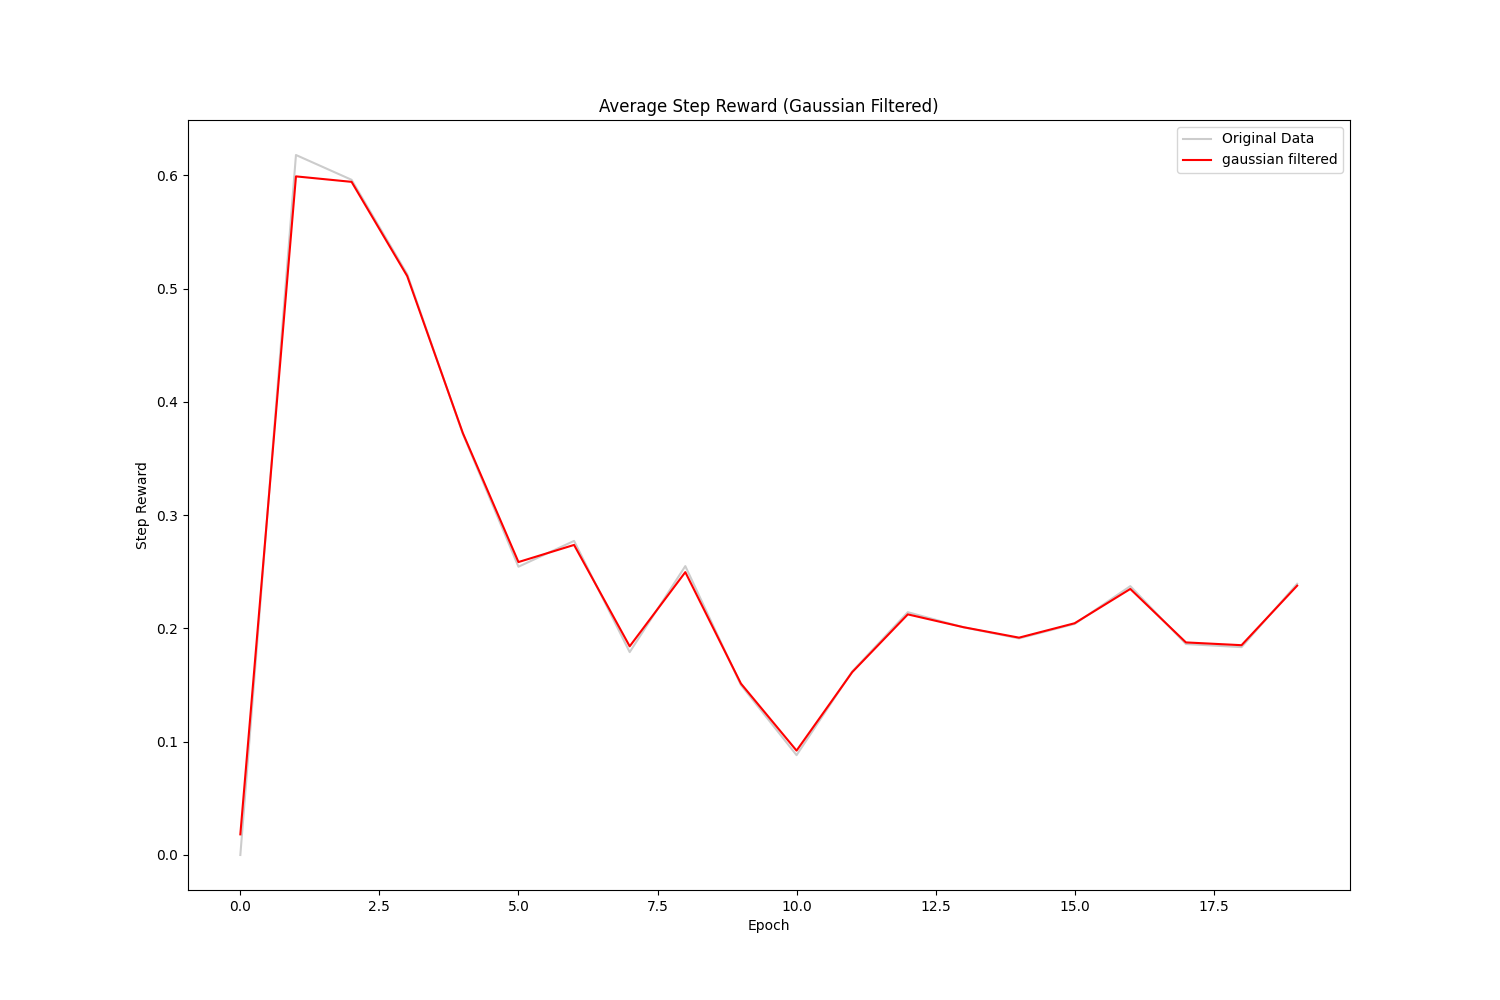 Average Step Reward (Gaussian Filtered)
Original Data
gaussian filtered
Step Reward
0.6
0.5
0.4
0.3
0.2
0.1
0.0
0.0 2.5 5.0 7.5 10.0 12.5 15.0 17.5
Epoch